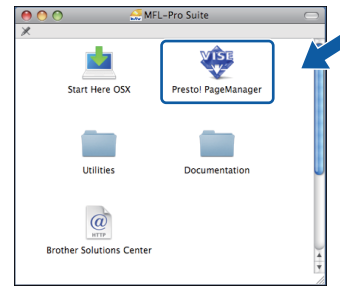 MFL-Pro Suite
Start Here OSX
Presto! PageManager
VISE
Utilities
Documentation
HTTP
Brother Solutions Center